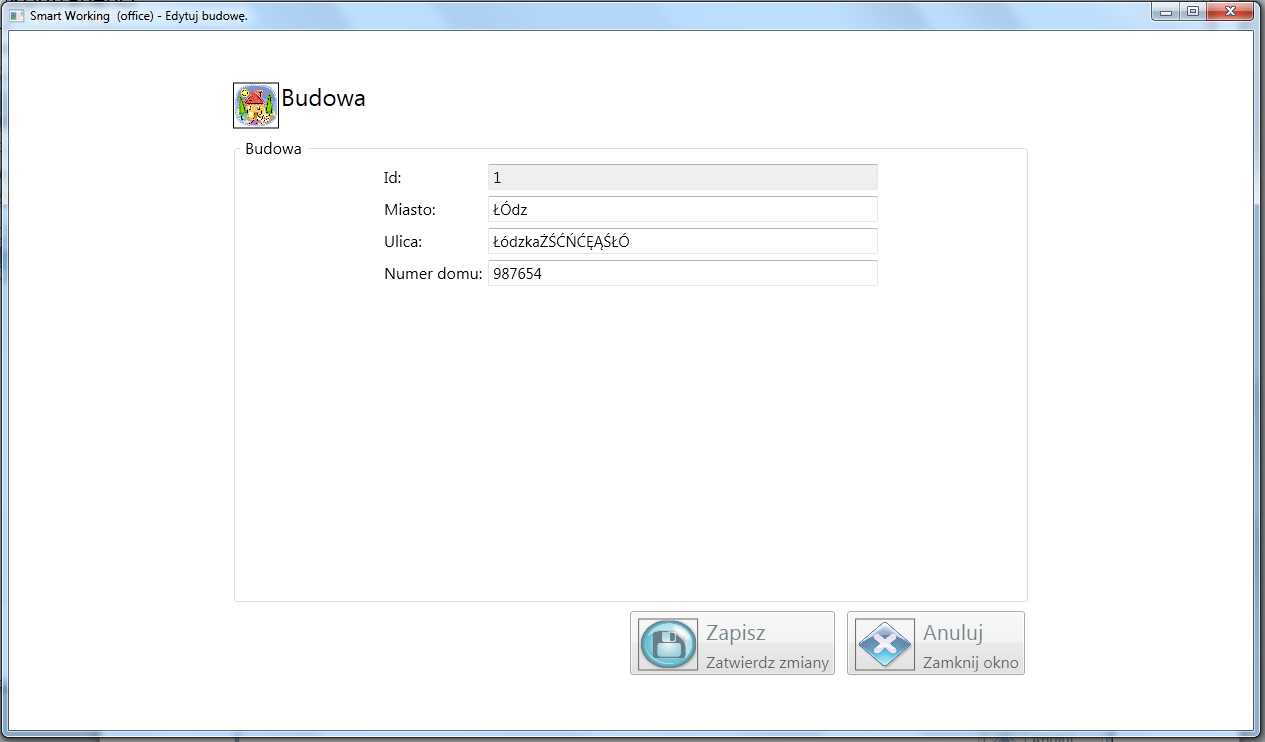 Smart Working (office) - Edytuj budowę.
Budowa
Budowa
Id: 1
Miasto: ŁÓdz
Ulica: ŁódzkaŻŚĆŃĆĘĄŚŁÓ
Numer domu: 987654
Zapisz
Zatwierdz zmiany
Anuluj
Zamknij okno